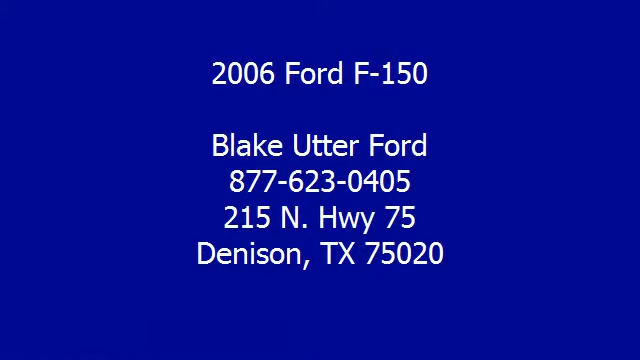 2006 Ford F-150
Blake Utter Ford
877-623-0405
215 N. Hwy 75
Denison, TX 75020